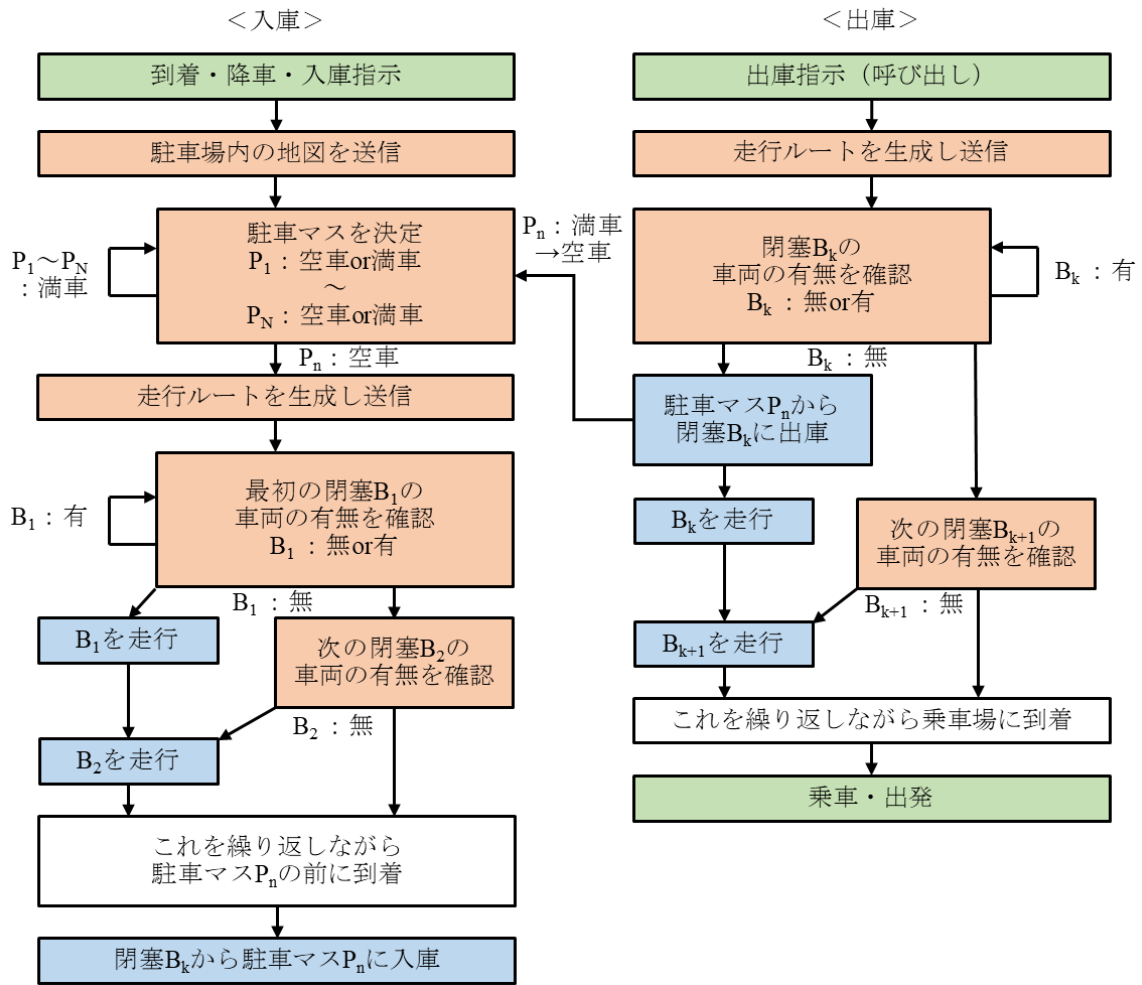 ＜入庫＞
到着・降車・入庫指示
駐車場内の地図を送信
駐車マスを決定
P1：空車or満車
～
PN：空車or満車
P1～PN
：満車
Pn：空車
走行ルートを生成し送信
最初の閉塞B1の
車両の有無を確認
B1：無or有
B1：有
B1：無
B1を走行
次の閉塞B2の
車両の有無を確認
B2：無
B2を走行
これを繰り返しながら
駐車マスPnの前に到着
閉塞Bkから駐車マスPnに入庫
＜出庫＞
出庫指示（呼び出し）
走行ルートを生成し送信
Pn：満車
→空車
閉塞Bkの
車両の有無を確認
Bk：無or有
Bk：有
Bk：無
駐車マスPnから
閉塞Bkに出庫
Bkを走行
次の閉塞Bk+1の
車両の有無を確認
Bk+1：無
Bk+1を走行
これを繰り返しながら乗車場に到着
乗車・出発